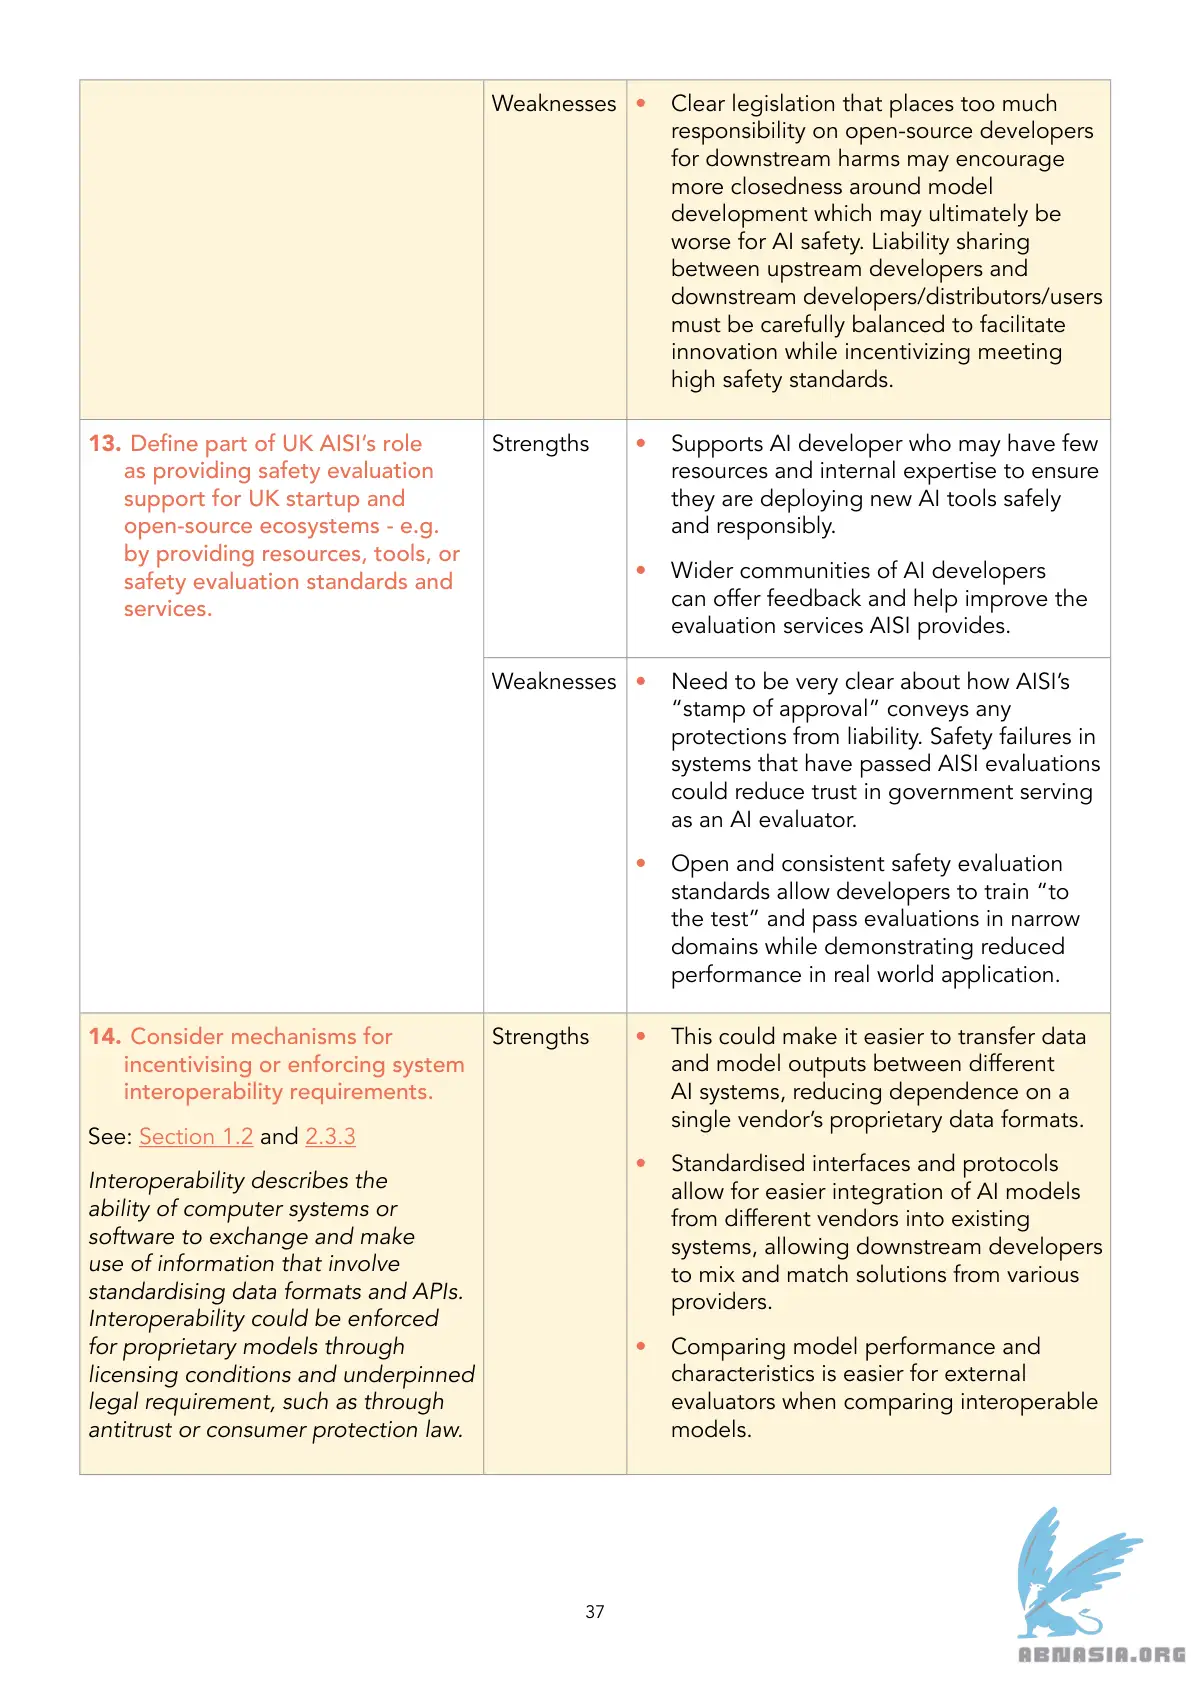 Weaknesses
• Clear legislation that places too much
responsibility on open-source developers
for downstream harms may encourage
more closedness around model
development which may ultimately be
worse for AI safety. Liability sharing
between upstream developers and
downstream developers/distributors/users
must be carefully balanced to facilitate
innovation while incentivizing meeting
high safety standards.
13. Define part of UK AISI’s role
as providing safety evaluation
support for UK startup and
open-source ecosystems - e.g.
by providing resources, tools, or
safety evaluation standards and
services.
Strengths
• Supports AI developer who may have few
resources and internal expertise to ensure
they are deploying new AI tools safely
and responsibly.
• Wider communities of AI developers
can offer feedback and help improve the
evaluation services AISI provides.
Weaknesses
• Need to be very clear about how AISI’s
“stamp of approval” conveys any
protections from liability. Safety failures in
systems that have passed AISI evaluations
could reduce trust in government serving
as an AI evaluator.
• Open and consistent safety evaluation
standards allow developers to train “to
the test” and pass evaluations in narrow
domains while demonstrating reduced
performance in real world application.
14. Consider mechanisms for
incentivising or enforcing system
interoperability requirements.
See: Section 1.2 and 2.3.3
Interoperability describes the
ability of computer systems or
software to exchange and make
use of information that involve
standardising data formats and APIs.
Interoperability could be enforced
for proprietary models through
licensing conditions and underpinned
legal requirement, such as through
antitrust or consumer protection law.
Strengths
• This could make it easier to transfer data
and model outputs between different
AI systems, reducing dependence on a
single vendor’s proprietary data formats.
• Standardised interfaces and protocols
allow for easier integration of AI models
from different vendors into existing
systems, allowing downstream developers
to mix and match solutions from various
providers.
• Comparing model performance and
characteristics is easier for external
evaluators when comparing interoperable
models.
37
ABNASIA.ORG